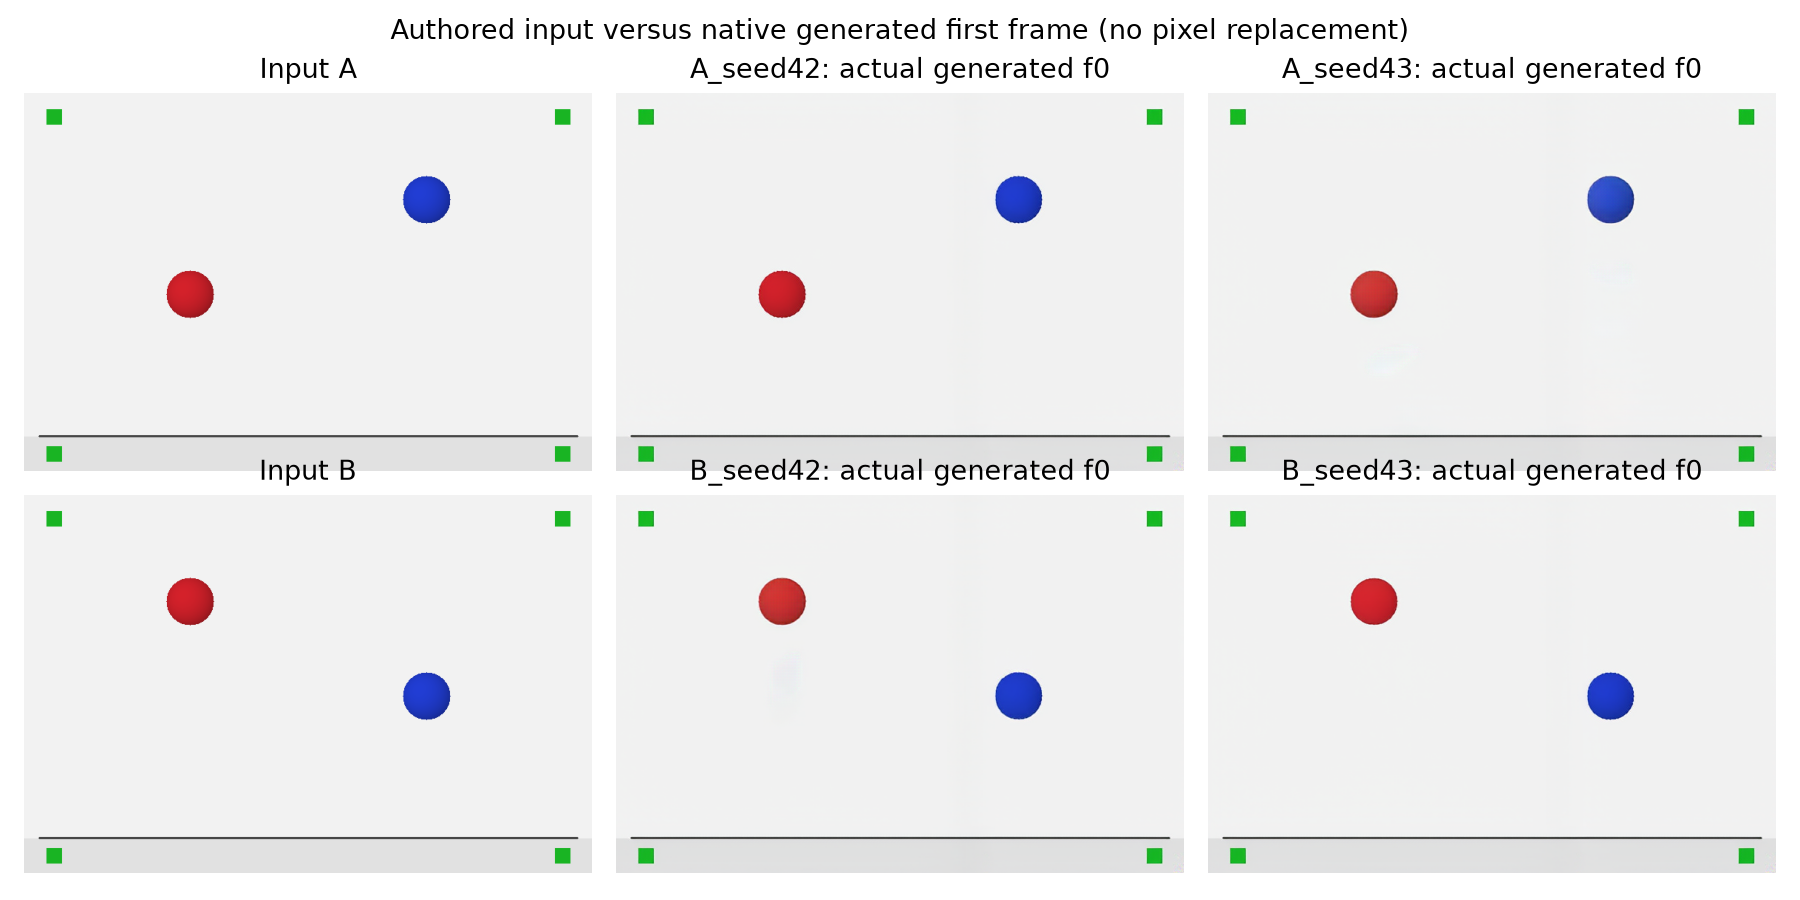 Authored input versus native generated first frame (no pixel replacement)
Input A
A_seed42: actual generated f0
A_seed43: actual generated f0
Input B
B_seed42: actual generated f0
B_seed43: actual generated f0